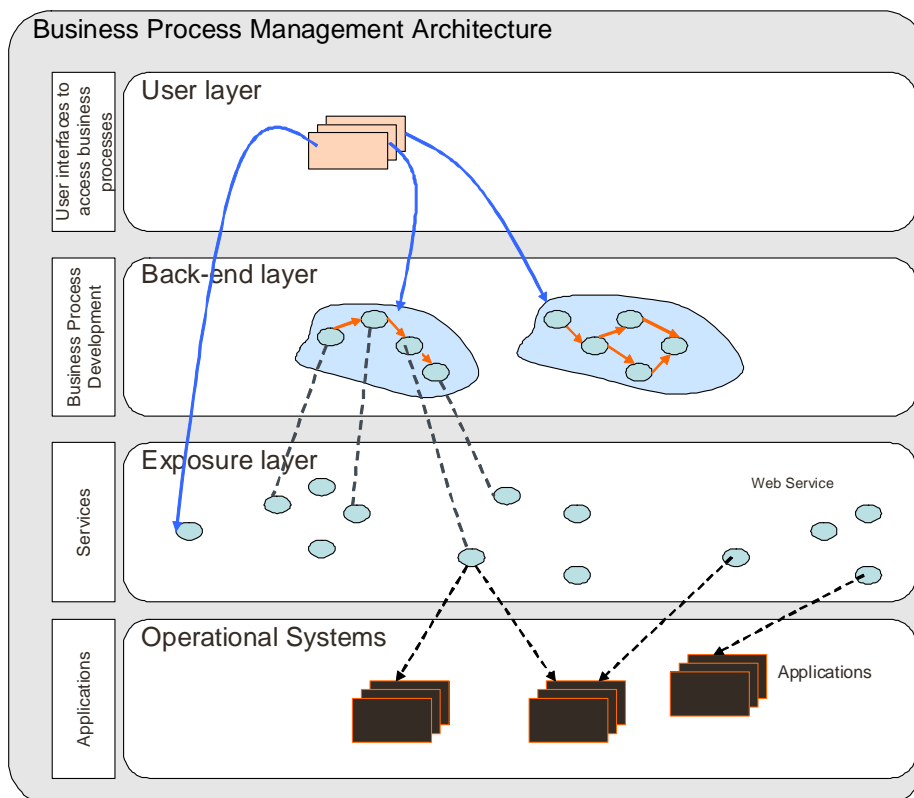 Business Process Management Architecture
User interfaces to
access business
processes
User layer
Business Process
Development
Back-end layer
Services
Exposure layer
Web Service
Applications
Operational Systems
Applications